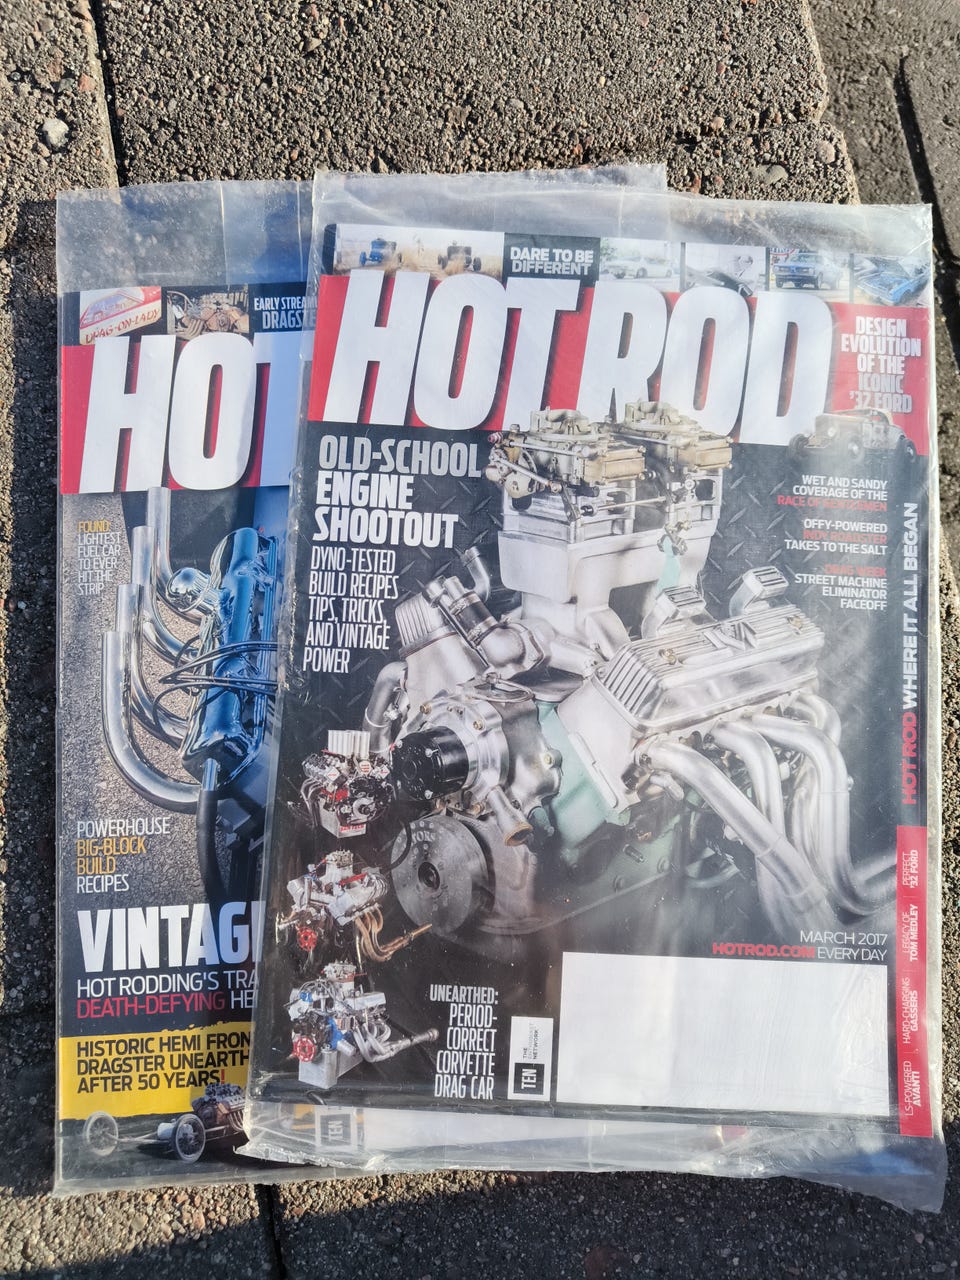 DRAG-ON-LADY
EARLY STREAM
DRAGSTE
HOT
FOUND:
LIGHTEST
FUEL CAR
TO EVER
HIT THE
STRIP
POWERHOUSE
BIG-BLOCK
BUILD
RECIPES
VINTAG
HOT RODDING'S TRA
DEATH-DEFYING HE
HISTORIC HEMI FRON
DRAGSTER UNEARTH
AFTER 50 YEARS!
DARE TO BE
DIFFERENT
HOT ROD
DESIGN
EVOLUTION
OF THE
ICONIC
'32 FORD
OLD-SCHOOL
ENGINE
SHOOTOUT
DYNO-TESTED
BUILD RECIPES
TIPS, TRICKS,
AND VINTAGE
POWER
WET AND SANDY
COVERAGE OF THE
RACE OF GENTLEMEN
OFFY-POWERED
INDY ROADSTER
TAKES TO THE SALT
DRAG WEEK
STREET MACHINE
ELIMINATOR
FACEOFF
HOT ROD WHERE IT ALL BEGAN
MARCH 2017
HOTROD.COM EVERY DAY
UNEARTHED:
PERIOD-
CORRECT
CORVETTE
DRAG CAR
TEN
THE
ENTHUSIAST
NETWORK
LS-POWERED
AVANTI
HARD-CHARGING
GASSERS
LEGACY OF
TOM MEDLEY
PERFECT
'32 FORD
TEN